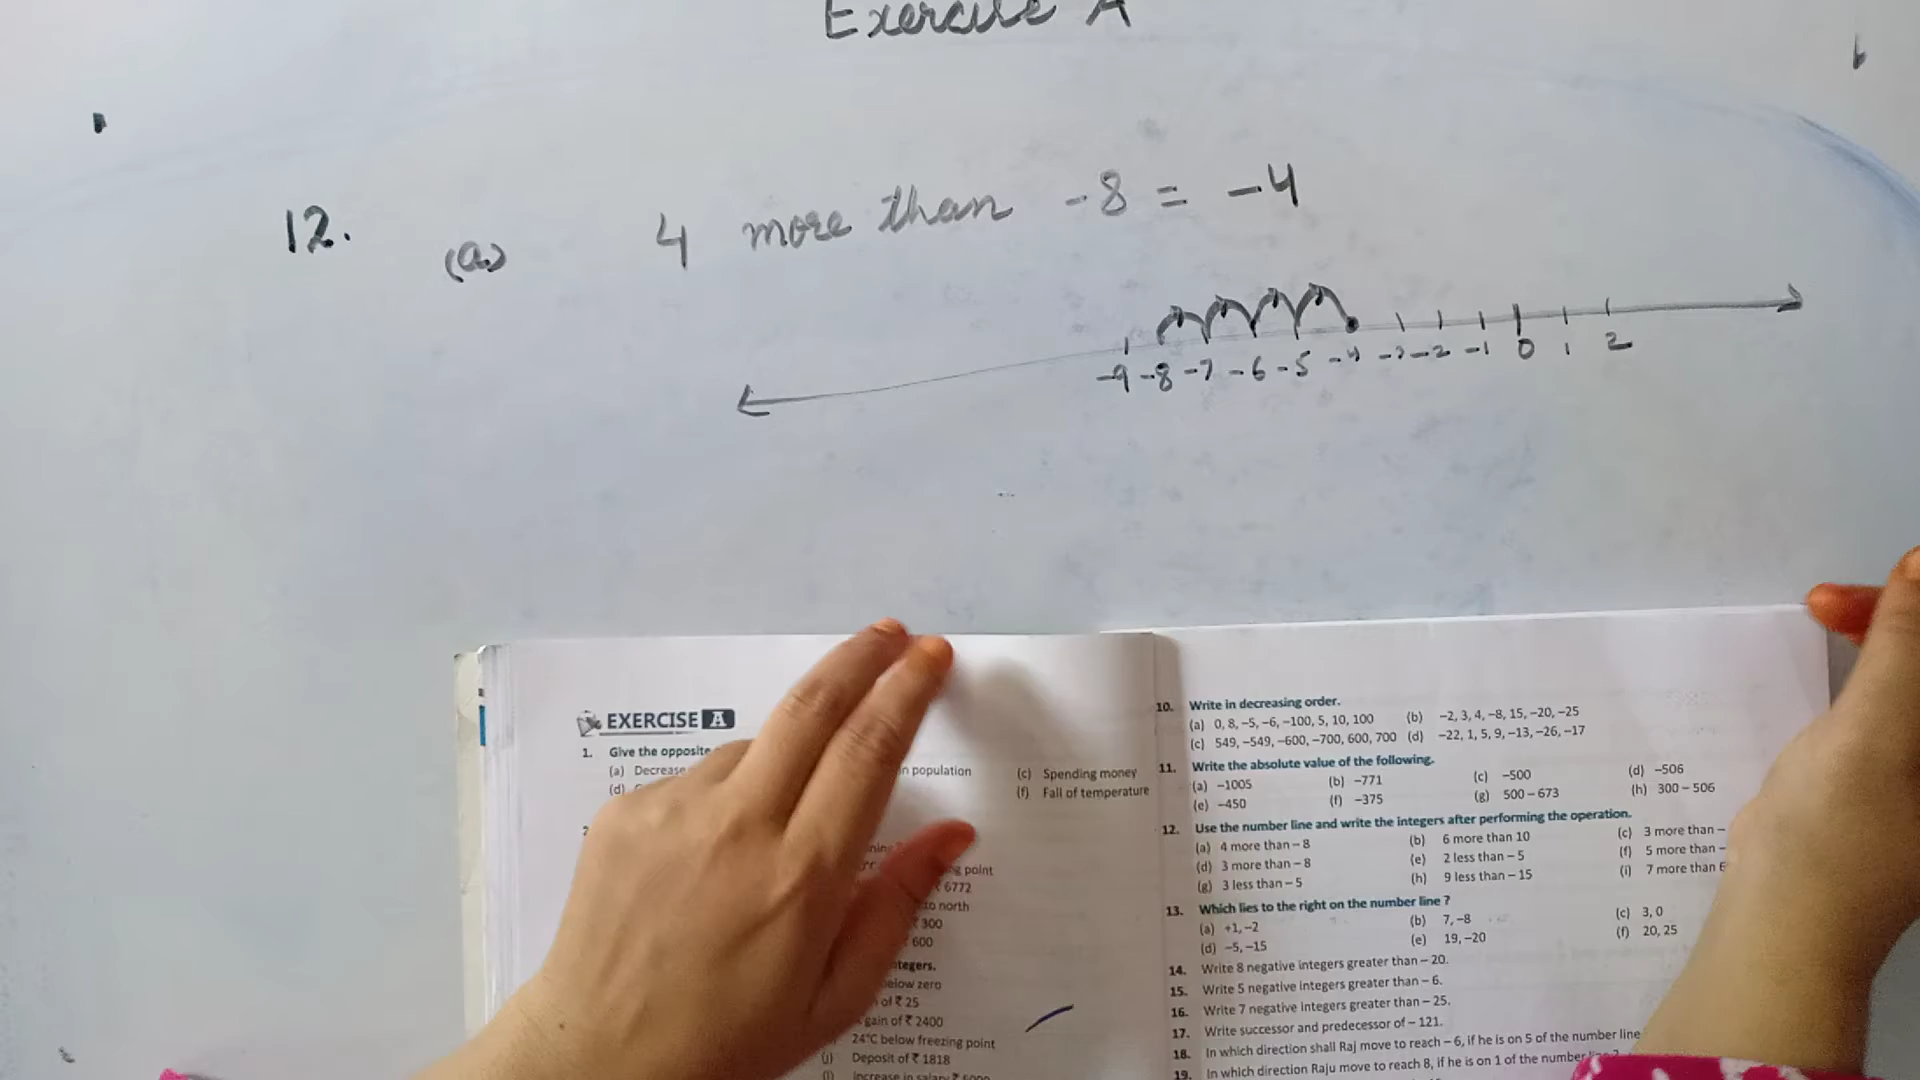 Exercise A
12. (a) 4 more than -8 = -4
-9 -8 -7 -6 -5 -4 -3 -2 -1 0 1 2
EXERCISE A
1. Give the opposite
(a) Decrease in population (c) Spending money
(d) (f) Fall of temperature
2
point
₹ 6772
to north
₹ 300
₹ 600
integers.
below zero
of ₹ 25
gain of ₹ 2400
24°C below freezing point
(j) Deposit of ₹ 1818
(l) Increase in salary ₹ 6000
10. Write in decreasing order.
(a) 0, 8, -5, -6, -100, 5, 10, 100 (b) -2, 3, 4, -8, 15, -20, -25
(c) 549, -549, -600, -700, 600, 700 (d) -22, 1, 5, 9, -13, -26, -17
11. Write the absolute value of the following.
(a) -1005 (b) -771 (c) -500 (d) -506
(e) -450 (f) -375 (g) 500 – 673 (h) 300 – 506
12. Use the number line and write the integers after performing the operation.
(a) 4 more than – 8 (b) 6 more than 10 (c) 3 more than –
(d) 3 more than – 8 (e) 2 less than – 5 (f) 5 more than –
(g) 3 less than – 5 (h) 9 less than – 15 (i) 7 more than 6
13. Which lies to the right on the number line ?
(a) +1, -2 (b) 7, -8 (c) 3, 0
(d) -5, -15 (e) 19, -20 (f) 20, 25
14. Write 8 negative integers greater than – 20.
15. Write 5 negative integers greater than – 6.
16. Write 7 negative integers greater than – 25.
17. Write successor and predecessor of – 121.
18. In which direction shall Raj move to reach – 6, if he is on 5 of the number line
19. In which direction Raju move to reach 8, if he is on 1 of the number